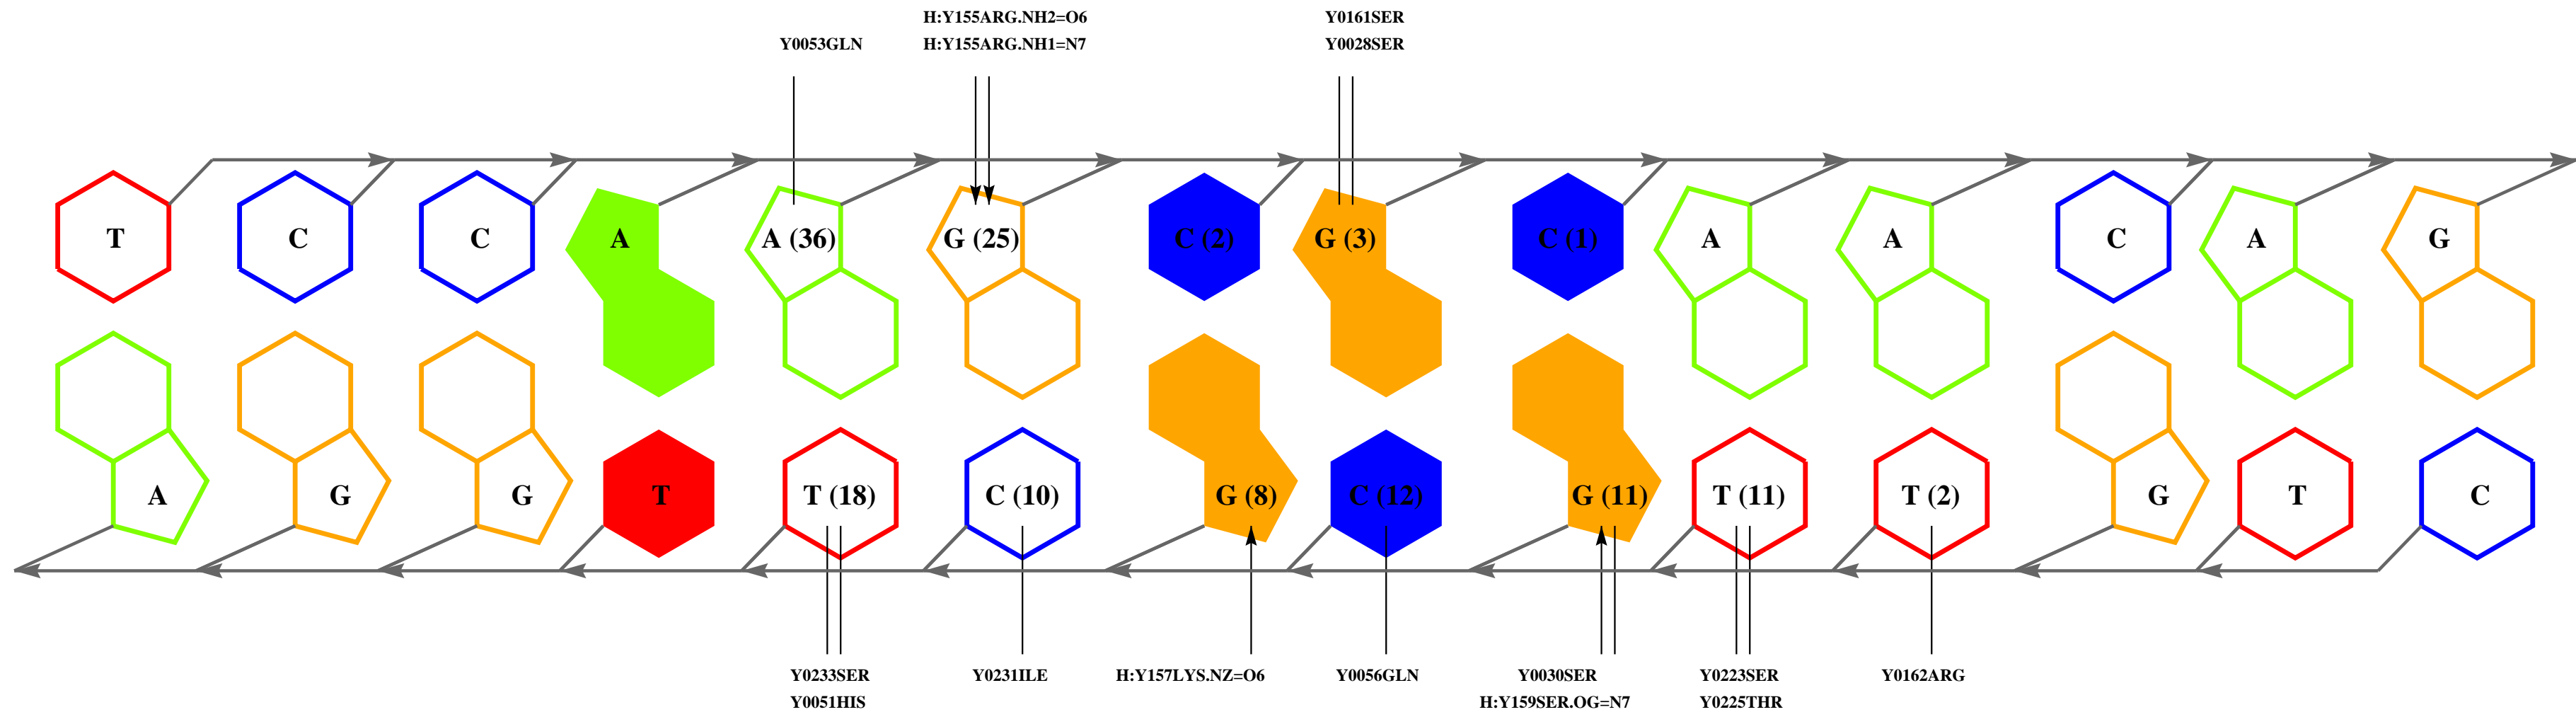 H:Y155ARG.NH2=O6 Y0161SER
Y0053GLN H:Y155ARG.NH1=N7 Y0028SER
T C C A A (36) G (25) C (2) G (3) C (1) A A C A G
A G G T T (18) C (10) G (8) C (12) G (11) T (11) T (2) G T C
Y0233SER Y0231ILE H:Y157LYS.NZ=O6 Y0056GLN Y0030SER Y0223SER Y0162ARG
Y0051HIS H:Y159SER.OG=N7 Y0225THR